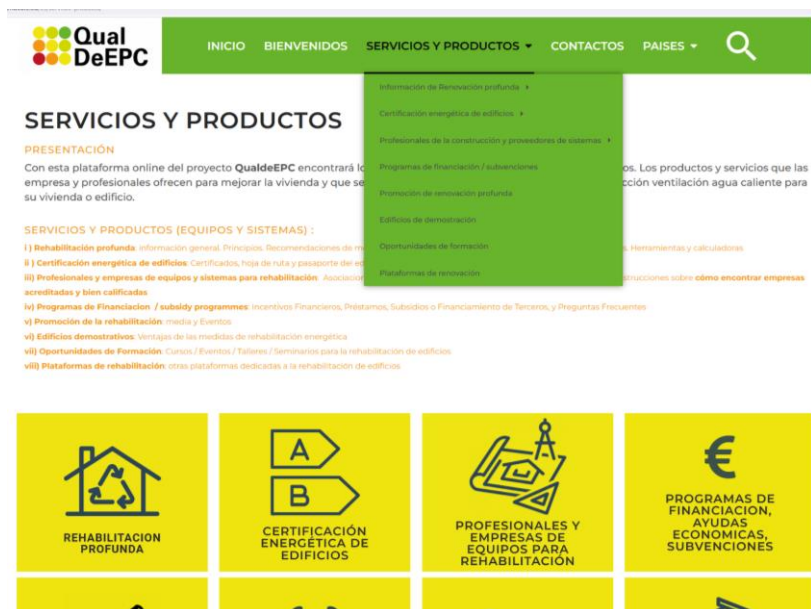 Qual
DeEPC
INICIO BIENVENIDOS SERVICIOS Y PRODUCTOS CONTACTOS PAISES
Información de Renovación profunda
Certificación energética de edificios
Profesionales de la construcción y proveedores de sistemas
Programas de financiación / subvenciones
Promoción de renovación profunda
Edificios de demostración
Oportunidades de formación
Plataformas de renovación
SERVICIOS Y PRODUCTOS
PRESENTACIÓN
Con esta plataforma online del proyecto QualdeEPC encontrará os. Los productos y servicios que las
empresa y profesionales ofrecen para mejorar la vivienda y que se cción ventilación agua caliente para
su vivienda o edificio.
SERVICIOS Y PRODUCTOS (EQUIPOS Y SISTEMAS) :
i ) Rehabilitación profunda: Información general. Principios. Recomendaciones de s. Herramientas y calculadoras
ii ) Certificación energética de edificios: Certificados, hoja de ruta y pasaporte del
iii) Profesionales y empresas de equipos y sistemas para rehabilitación: strucciones sobre cómo encontrar empresas
acreditadas y bien calificadas
iv) Programas de Financiacion / subsidy programmes: Incentivos Financieros, Préstamos, Subsidios o Financiamiento de Terceros, y Preguntas Frecuentes
v) Promoción de la rehabilitación: media y Eventos
vi) Edificios demostrativos: Ventajas de las medidas de rehabilitación energética
vii) Oportunidades de Formación: Cursos / Eventos / Talleres / Seminarios para la rehabilitación de edificios
viii) Plataformas de rehabilitación: otras plataformas dedicadas a la rehabilitación de edificios
REHABILITACION
PROFUNDA
A
B
CERTIFICACIÓN
ENERGÉTICA DE
EDIFICIOS
PROFESIONALES Y
EMPRESAS DE
EQUIPOS PARA
REHABILITACIÓN
€
PROGRAMAS DE
FINANCIACION,
AYUDAS
ECONOMICAS,
SUBVENCIONES